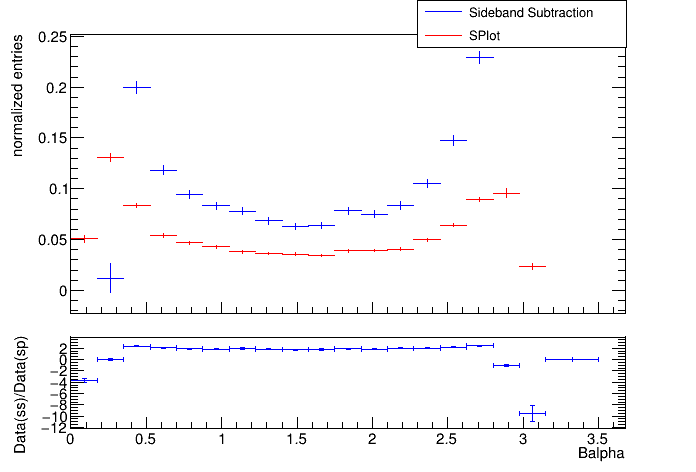 Sideband Subtraction
SPlot
normalized entries
0.25
0.2
0.15
0.1
0.05
0
Data(ss)/Data(sp)
2
0
−2
−4
−6
−8
−10
−12
0 0.5 1 1.5 2 2.5 3 3.5
Balpha